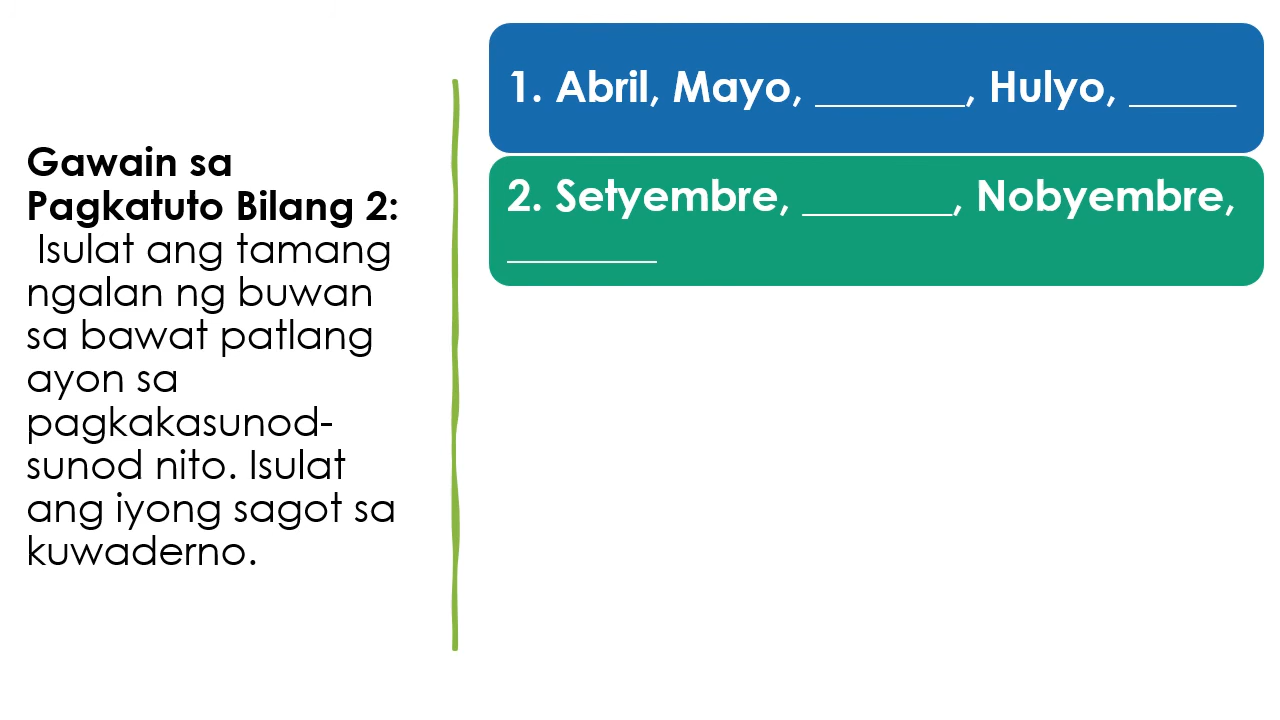 Gawain sa
Pagkatuto Bilang 2:
Isulat ang tamang
ngalan ng buwan
sa bawat patlang
ayon sa
pagkakasunod-
sunod nito. Isulat
ang iyong sagot sa
kuwaderno.
1. Abril, Mayo, _______, Hulyo, _____
2. Setyembre, _______, Nobyembre,
_______